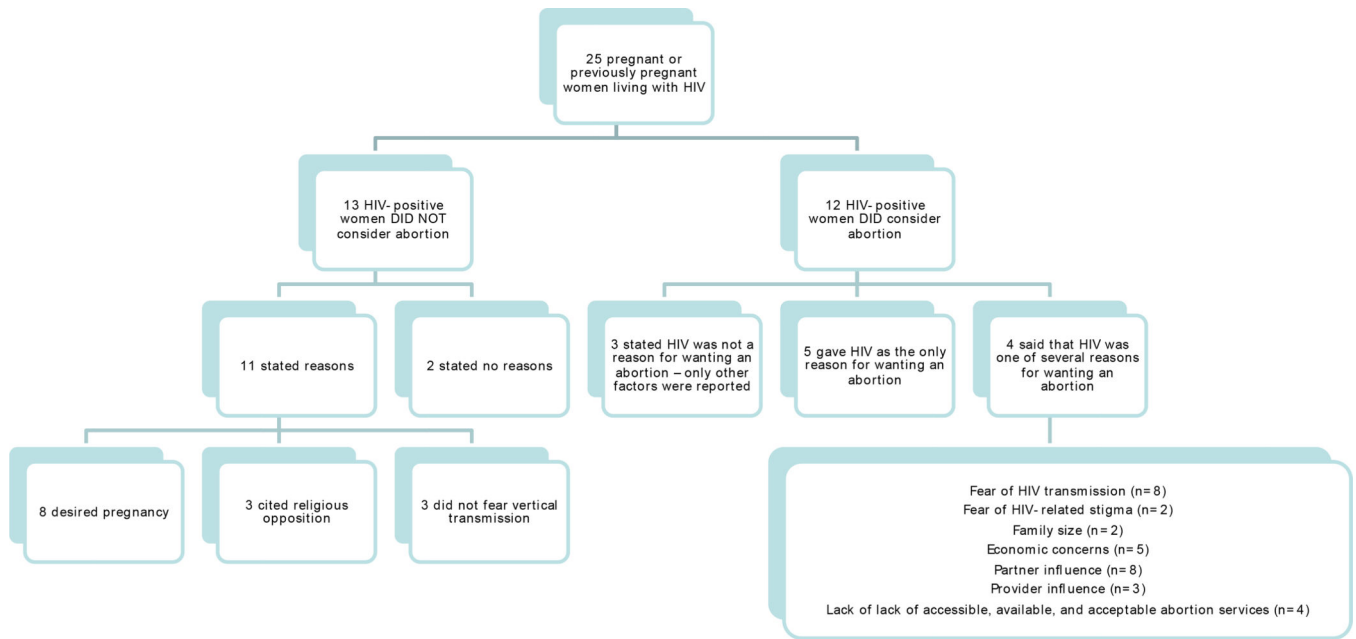 25 pregnant or
previously pregnant
women living with HIV
13 HIV- positive
women DID NOT
consider abortion
12 HIV- positive
women DID consider
abortion
11 stated reasons
2 stated no reasons
3 stated HIV was not a
reason for wanting an
abortion – only other
factors were reported
5 gave HIV as the only
reason for wanting an
abortion
4 said that HIV was
one of several reasons
for wanting an
abortion
8 desired pregnancy
3 cited religious
opposition
3 did not fear vertical
transmission
Fear of HIV transmission (n=8)
Fear of HIV- related stigma (n=2)
Family size (n=2)
Economic concerns (n=5)
Partner influence (n=8)
Provider influence (n=3)
Lack of lack of accessible, available, and acceptable abortion services (n=4)